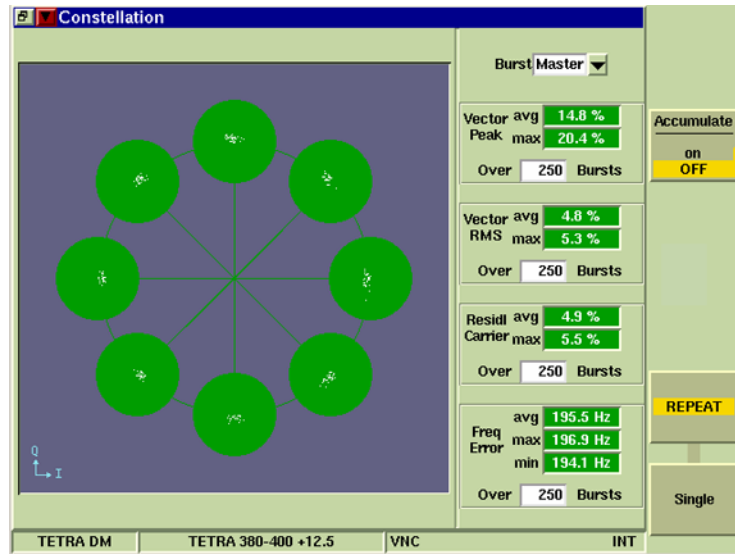 Constellation
Burst Master
Vector Peak avg 14.8 %
max 20.4 %
Over 250 Bursts
Vector RMS avg 4.8 %
max 5.3 %
Over 250 Bursts
Residl Carrier avg 4.9 %
max 5.5 %
Over 250 Bursts
Freq Error avg 195.5 Hz
max 196.9 Hz
min 194.1 Hz
Over 250 Bursts
Accumulate
on
OFF
REPEAT
Single
Q
I
TETRA DM TETRA 380-400 +12.5 VNC INT